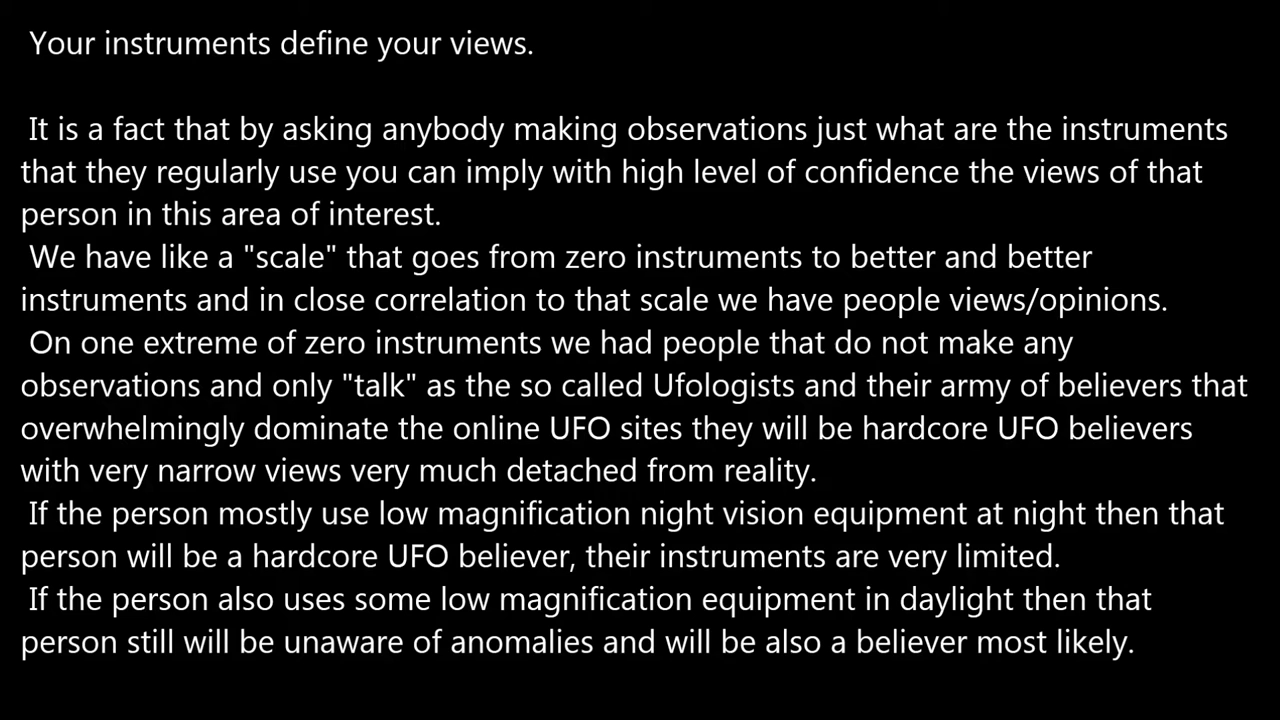 Your instruments define your views.
It is a fact that by asking anybody making observations just what are the instruments
that they regularly use you can imply with high level of confidence the views of that
person in this area of interest.
We have like a "scale" that goes from zero instruments to better and better
instruments and in close correlation to that scale we have people views/opinions.
On one extreme of zero instruments we had people that do not make any
observations and only "talk" as the so called Ufologists and their army of believers that
overwhelmingly dominate the online UFO sites they will be hardcore UFO believers
with very narrow views very much detached from reality.
If the person mostly use low magnification night vision equipment at night then that
person will be a hardcore UFO believer, their instruments are very limited.
If the person also uses some low magnification equipment in daylight then that
person still will be unaware of anomalies and will be also a believer most likely.